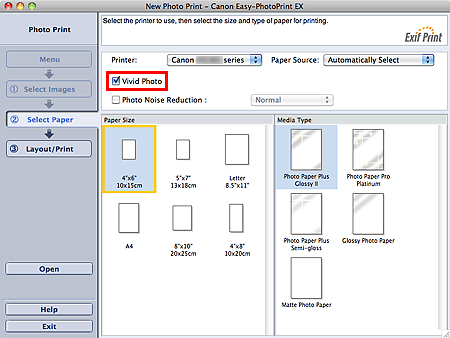 New Photo Print - Canon Easy-PhotoPrint EX
Photo Print
Select the printer to use, then select the size and type of paper for printing.
Exif Print
Menu
① Select Images
② Select Paper
③ Layout/Print
Open
Help
Exit
Printer: Canon series Paper Source: Automatically Select
Vivid Photo
Photo Noise Reduction : Normal
Paper Size
4"x6"
10x15cm
5"x7"
13x18cm
Letter
8.5"x11"
A4
8"x10"
20x25cm
4"x8"
10x20cm
Media Type
Photo Paper Plus
Glossy II
Photo Paper Pro
Platinum
Photo Paper Plus
Semi-gloss
Glossy Photo Paper
Matte Photo Paper